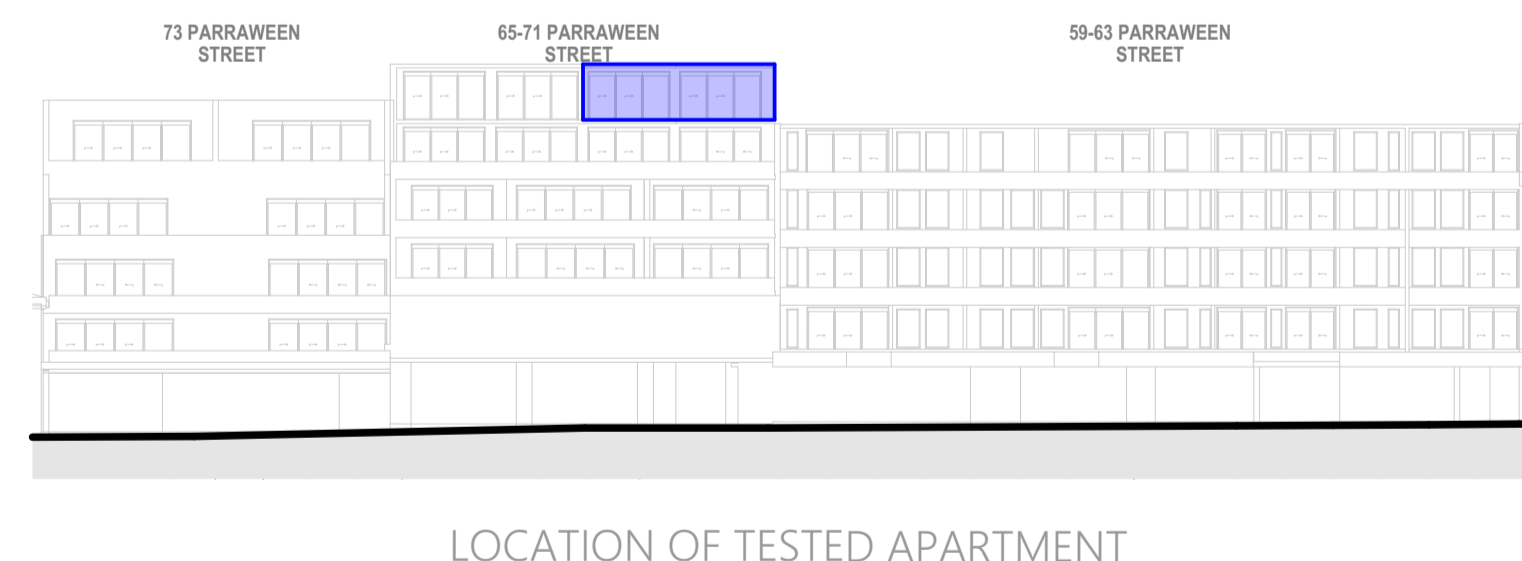 73 PARRAWEEN
STREET
65-71 PARRAWEEN
STREET
59-63 PARRAWEEN
STREET
LOCATION OF TESTED APARTMENT